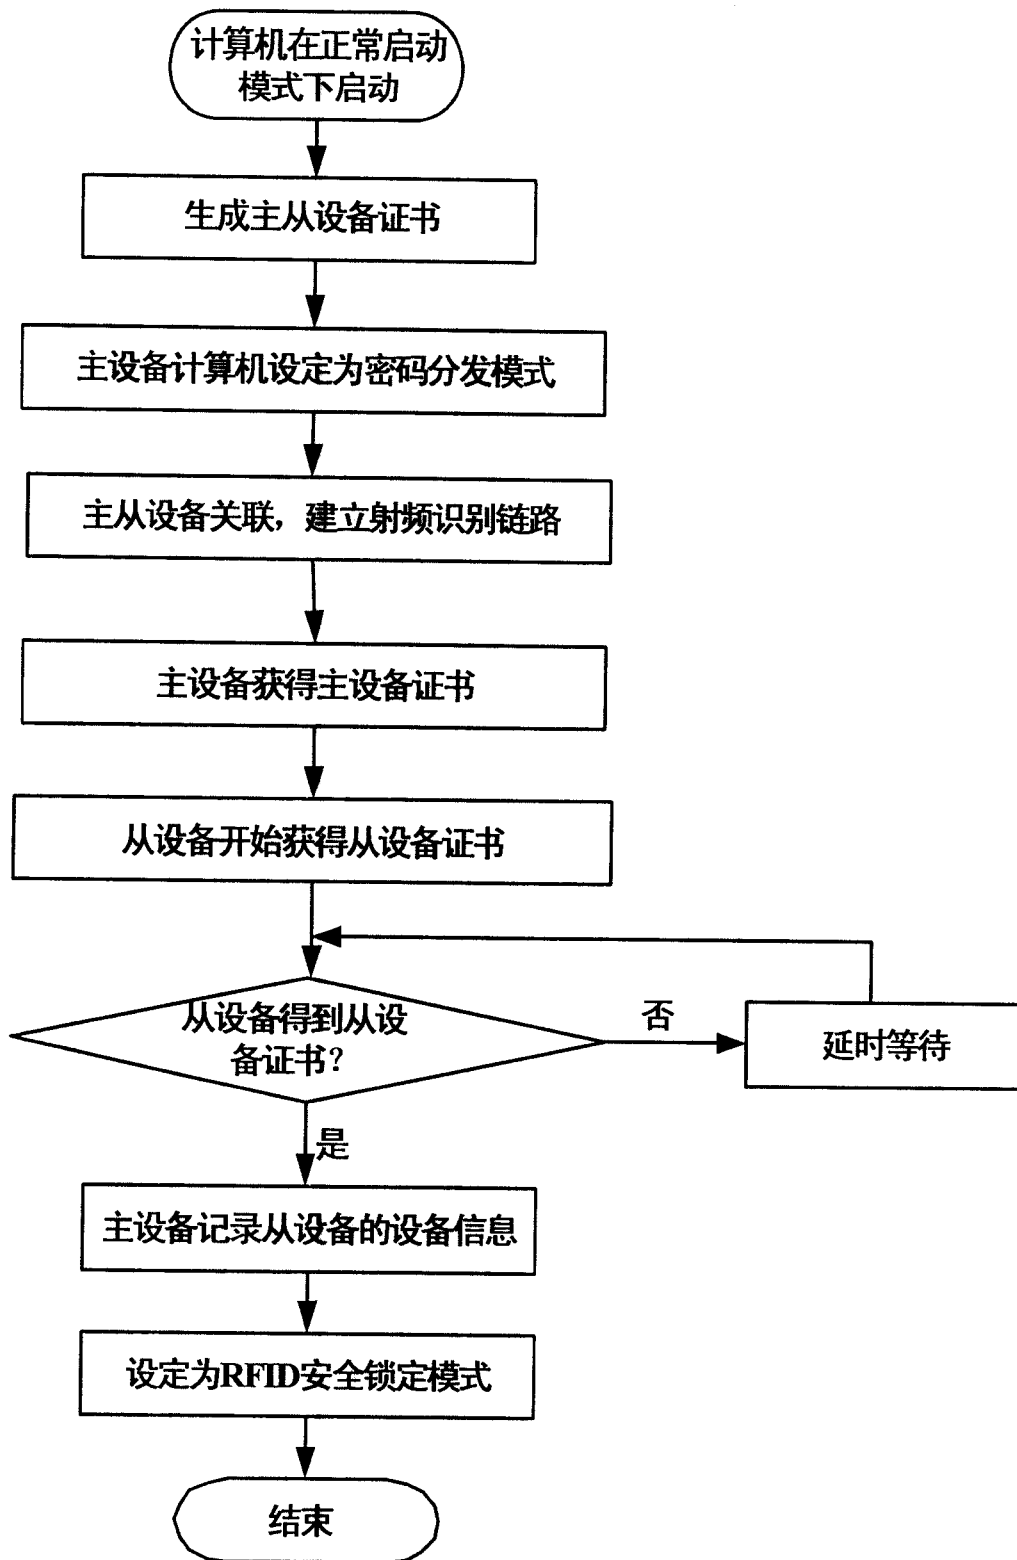 计算机在正常启动
模式下启动
生成主从设备证书
主设备计算机设定为密码分发模式
主从设备关联，建立射频识别链路
主设备获得主设备证书
从设备开始获得从设备证书
从设备得到从设
备证书？
否
延时等待
是
主设备记录从设备的设备信息
设定为RFID安全锁定模式
结束